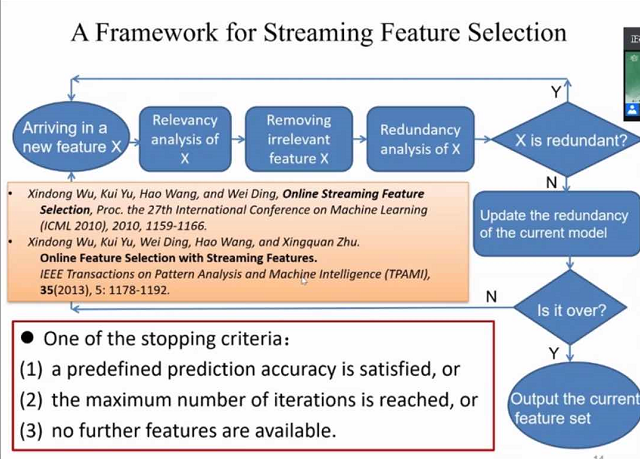 A Framework for Streaming Feature Selection
Y
Arriving in a
new feature X
Relevancy
analysis of
X
Removing
irrelevant
feature X
Redundancy
analysis of X
X is redundant?
N
Update the redundancy
of the current model
• Xindong Wu, Kui Yu, Hao Wang, and Wei Ding, Online Streaming Feature
Selection, Proc. the 27th International Conference on Machine Learning
(ICML 2010), 2010, 1159-1166.
• Xindong Wu, Kui Yu, Wei Ding, Hao Wang, and Xingquan Zhu.
Online Feature Selection with Streaming Features.
IEEE Transactions on Pattern Analysis and Machine Intelligence (TPAMI),
35(2013), 5: 1178-1192.
N
Is it over?
Y
Output the current
feature set
● One of the stopping criteria:
(1) a predefined prediction accuracy is satisfied, or
(2) the maximum number of iterations is reached, or
(3) no further features are available.